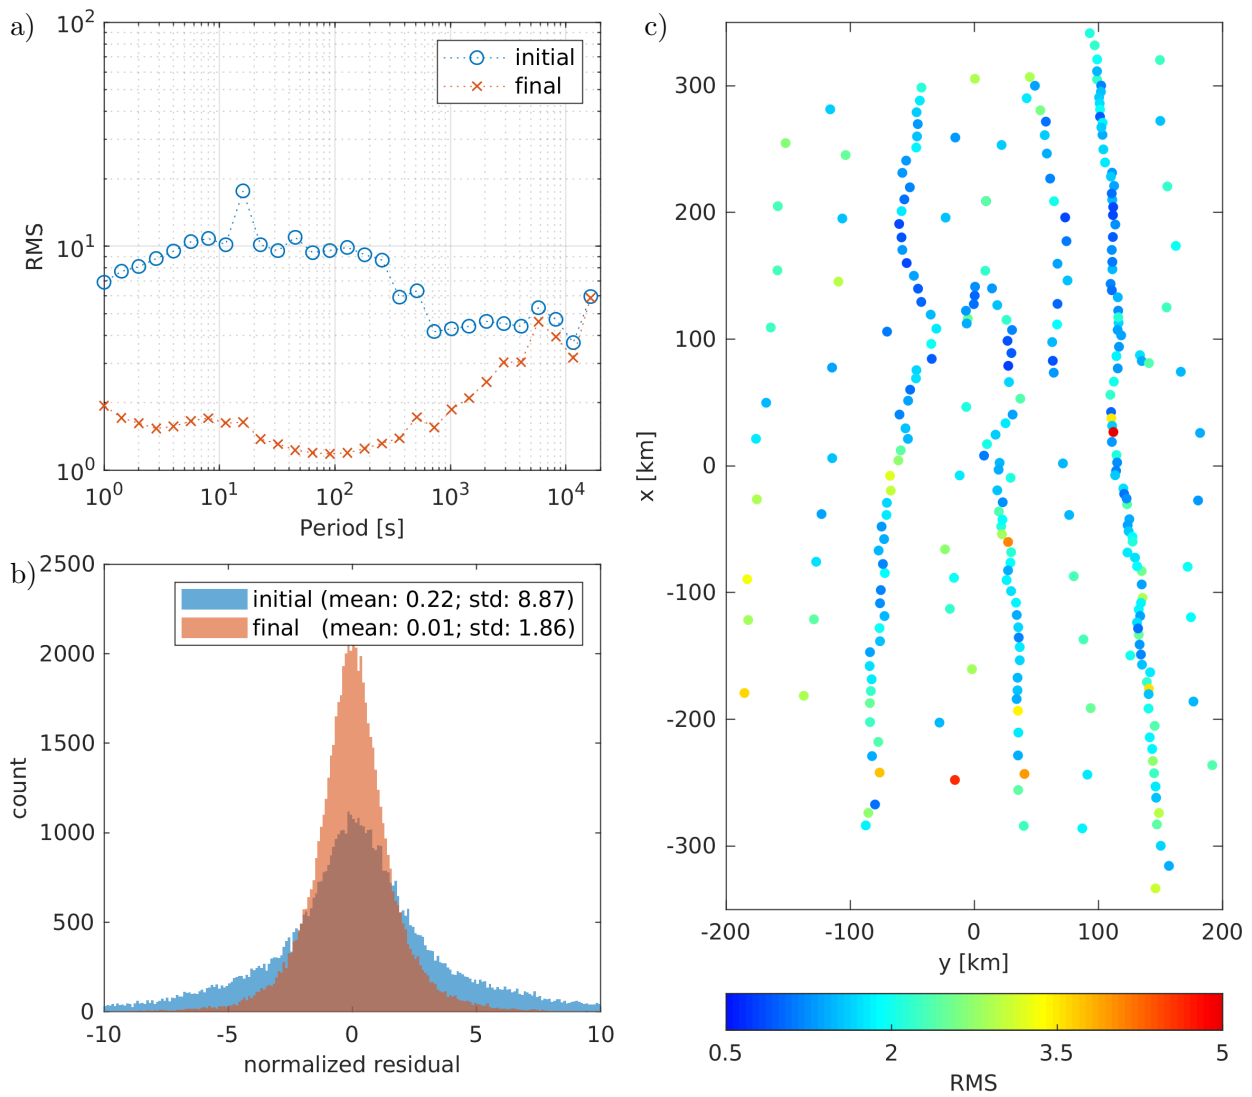 a)
10^2
10^1
10^0
RMS
initial
final
10^0 10^1 10^2 10^3 10^4
Period [s]
b)
2500
2000
1500
1000
500
0
count
initial (mean: 0.22; std: 8.87)
final (mean: 0.01; std: 1.86)
-10 -5 0 5 10
normalized residual
c)
300
200
100
0
-100
-200
-300
x [km]
-200 -100 0 100 200
y [km]
0.5 2 3.5 5
RMS